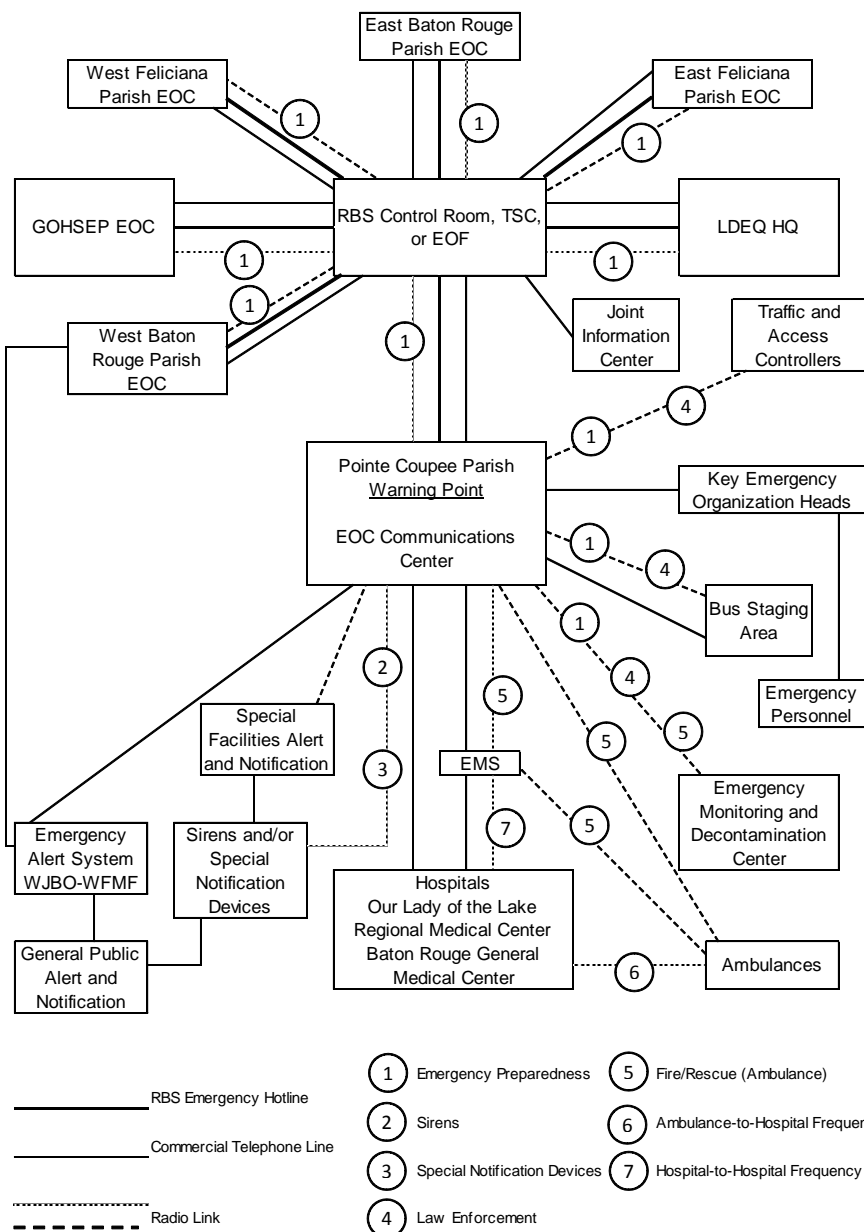 East Baton Rouge
Parish EOC
West Feliciana
Parish EOC
East Feliciana
Parish EOC
1
1
1
GOHSEP EOC
RBS Control Room, TSC,
or EOF
LDEQ HQ
1
1
1
1
West Baton
Rouge Parish
EOC
Joint
Information
Center
Traffic and
Access
Controllers
4
1
Pointe Coupee Parish
Warning Point
EOC Communications
Center
Key Emergency
Organization Heads
1
4
Bus Staging
Area
1
2
4
5
Emergency
Personnel
Special
Facilities Alert
and Notification
5
5
3
EMS
Emergency
Monitoring and
Decontamination
Center
5
7
Emergency
Alert System
WJBO-WFMF
Sirens and/or
Special
Notification
Devices
Hospitals
Our Lady of the Lake
Regional Medical Center
Baton Rouge General
Medical Center
General Public
Alert and
Notification
6
Ambulances
RBS Emergency Hotline
Commercial Telephone Line
Radio Link
1 Emergency Preparedness
2 Sirens
3 Special Notification Devices
4 Law Enforcement
5 Fire/Rescue (Ambulance)
6 Ambulance-to-Hospital Frequen
7 Hospital-to-Hospital Frequency